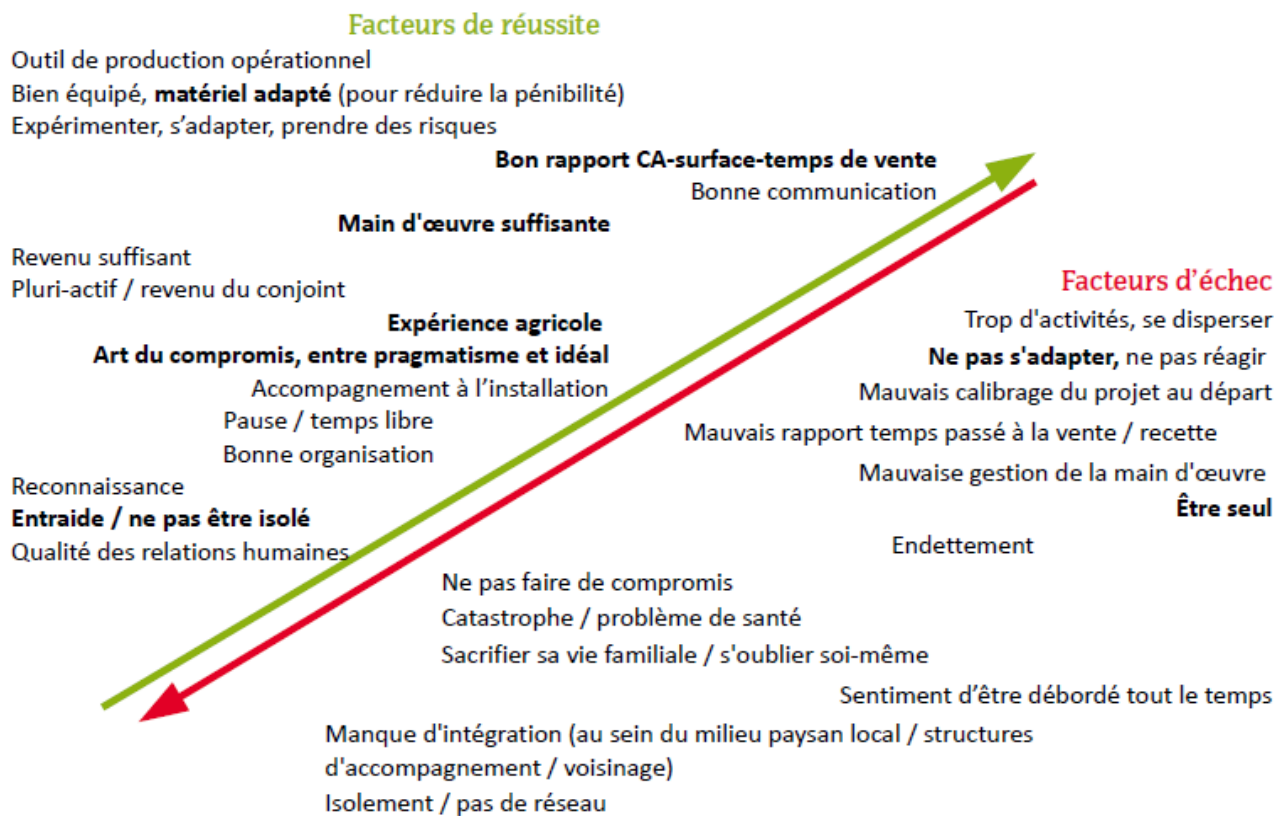 Facteurs de réussite
Outil de production opérationnel
Bien équipé, matériel adapté (pour réduire la pénibilité)
Expérimenter, s’adapter, prendre des risques
Bon rapport CA-surface-temps de vente
Bonne communication
Main d'œuvre suffisante
Revenu suffisant
Pluri-actif / revenu du conjoint
Expérience agricole
Art du compromis, entre pragmatisme et idéal
Accompagnement à l’installation
Pause / temps libre
Bonne organisation
Reconnaissance
Entraide / ne pas être isolé
Qualité des relations humaines
Facteurs d’échec
Trop d'activités, se disperser
Ne pas s'adapter, ne pas réagir
Mauvais calibrage du projet au départ
Mauvais rapport temps passé à la vente / recette
Mauvaise gestion de la main d'œuvre
Être seul
Endettement
Ne pas faire de compromis
Catastrophe / problème de santé
Sacrifier sa vie familiale / s'oublier soi-même
Sentiment d’être débordé tout le temps
Manque d'intégration (au sein du milieu paysan local / structures
d'accompagnement / voisinage)
Isolement / pas de réseau